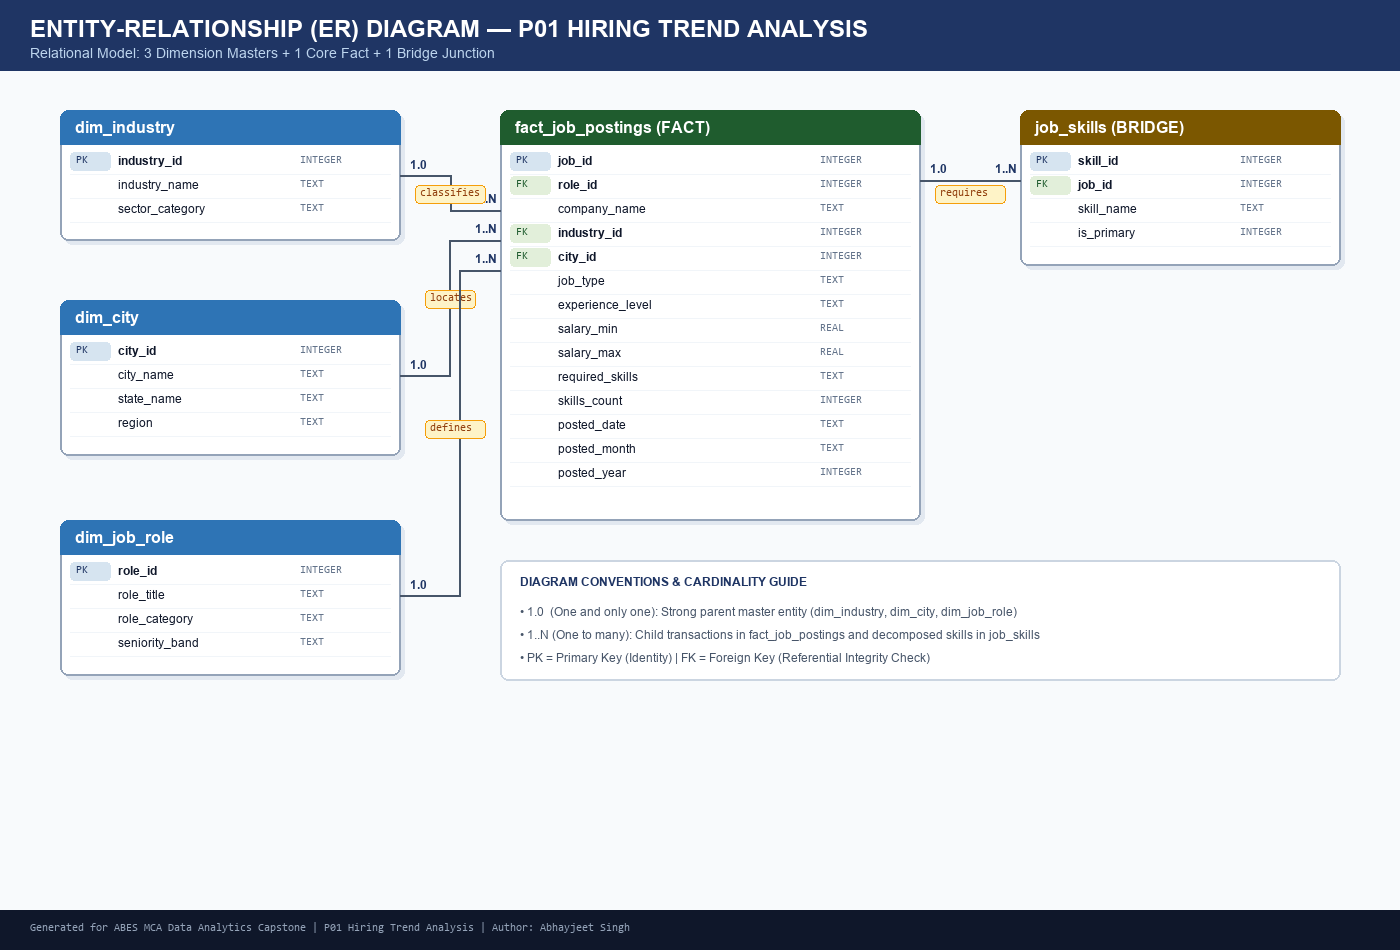 ENTITY-RELATIONSHIP (ER) DIAGRAM — P01 HIRING TREND ANALYSIS
Relational Model: 3 Dimension Masters + 1 Core Fact + 1 Bridge Junction
dim_industry
PK industry_id INTEGER
industry_name TEXT
sector_category TEXT
1.0
classifies
.N
dim_city
PK city_id INTEGER
city_name TEXT
state_name TEXT
region TEXT
1.0
locates
1..N
dim_job_role
PK role_id INTEGER
role_title TEXT
role_category TEXT
seniority_band TEXT
1.0
defines
1..N
fact_job_postings (FACT)
PK job_id INTEGER
FK role_id INTEGER
company_name TEXT
FK industry_id INTEGER
FK city_id INTEGER
job_type TEXT
experience_level TEXT
salary_min REAL
salary_max REAL
required_skills TEXT
skills_count INTEGER
posted_date TEXT
posted_month TEXT
posted_year INTEGER
1.0 1..N
requires
job_skills (BRIDGE)
PK skill_id INTEGER
FK job_id INTEGER
skill_name TEXT
is_primary INTEGER
DIAGRAM CONVENTIONS & CARDINALITY GUIDE
• 1.0 (One and only one): Strong parent master entity (dim_industry, dim_city, dim_job_role)
• 1..N (One to many): Child transactions in fact_job_postings and decomposed skills in job_skills
• PK = Primary Key (Identity) | FK = Foreign Key (Referential Integrity Check)
Generated for ABES MCA Data Analytics Capstone | P01 Hiring Trend Analysis | Author: Abhayjeet Singh